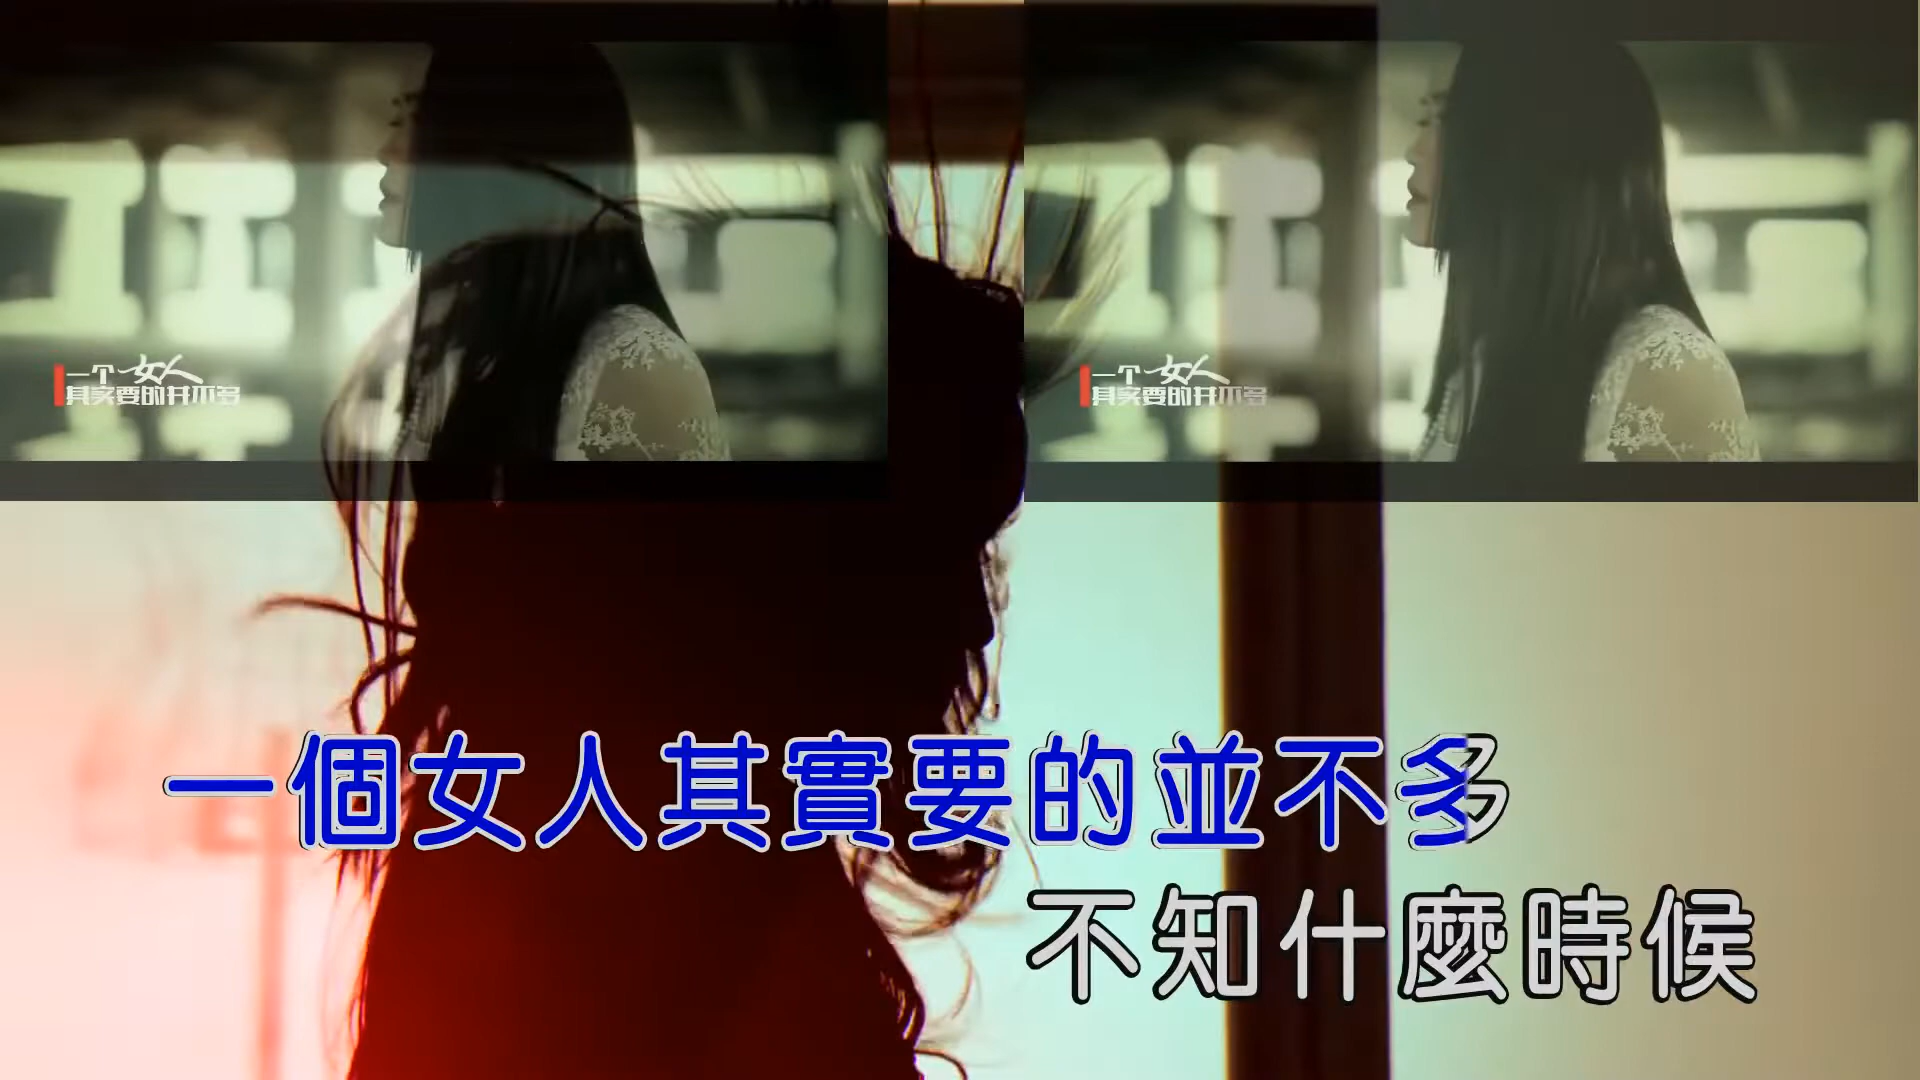 一个女人
其实要的并不多
一个女人
其实要的并不多
一個女人其實要的並不多
不知什麼時候